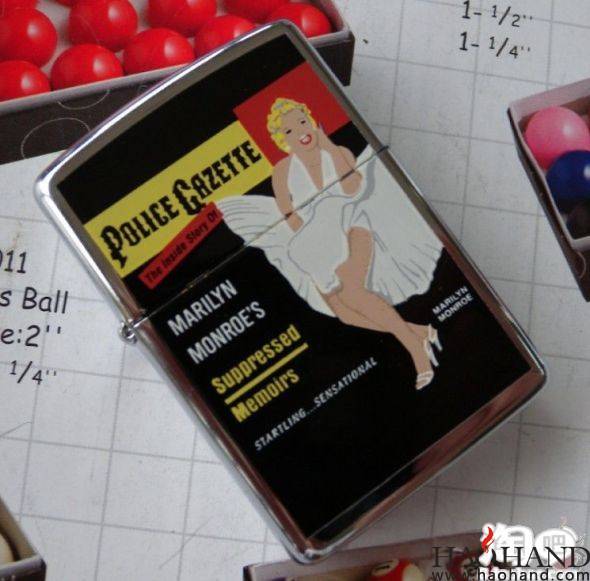 1- 1/2''
1- 1/4''
POLICE GAZETTE
The Inside Story Of
MARILYN
MONROE'S
Suppressed
Memoirs
STARTLING...SENSATIONAL
MARILYN
MONROE
011
s Ball
e:2''
1/4''
HAOHAND
www.haohand.com